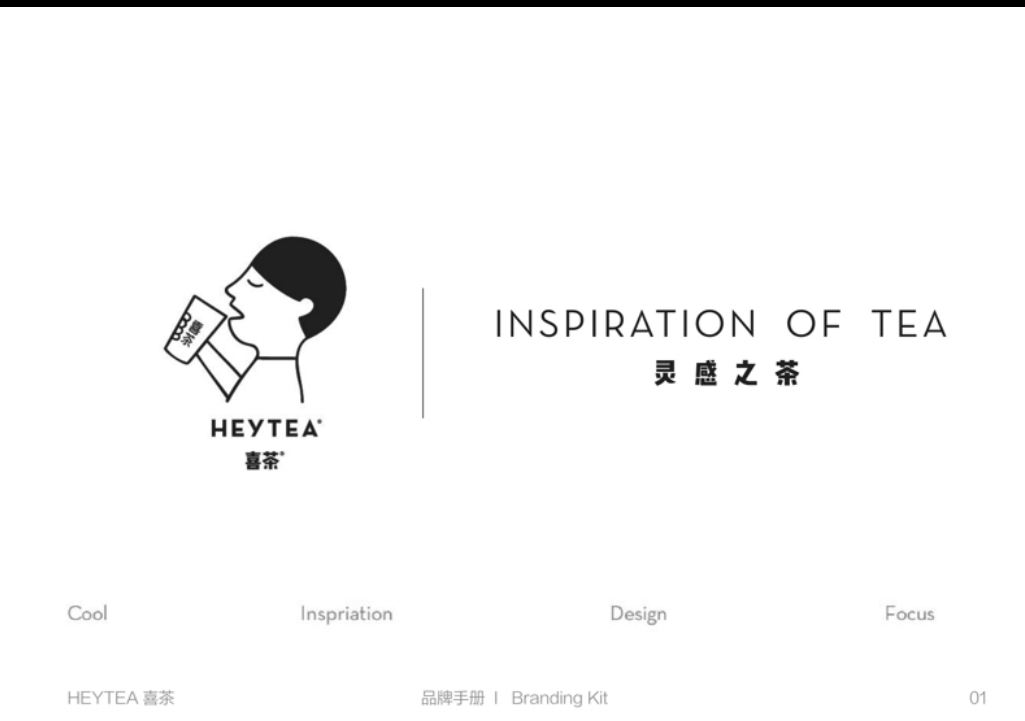 喜茶
HEYTEA®
喜茶®
INSPIRATION OF TEA
灵感之茶
Cool Inspriation Design Focus
HEYTEA 喜茶 品牌手册 I Branding Kit 01